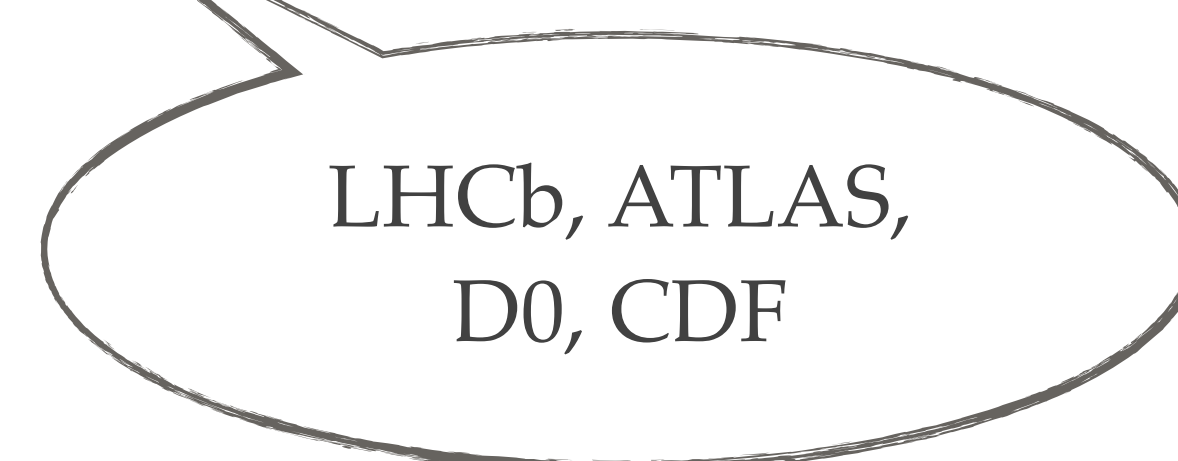 LHCb, ATLAS,
D0, CDF